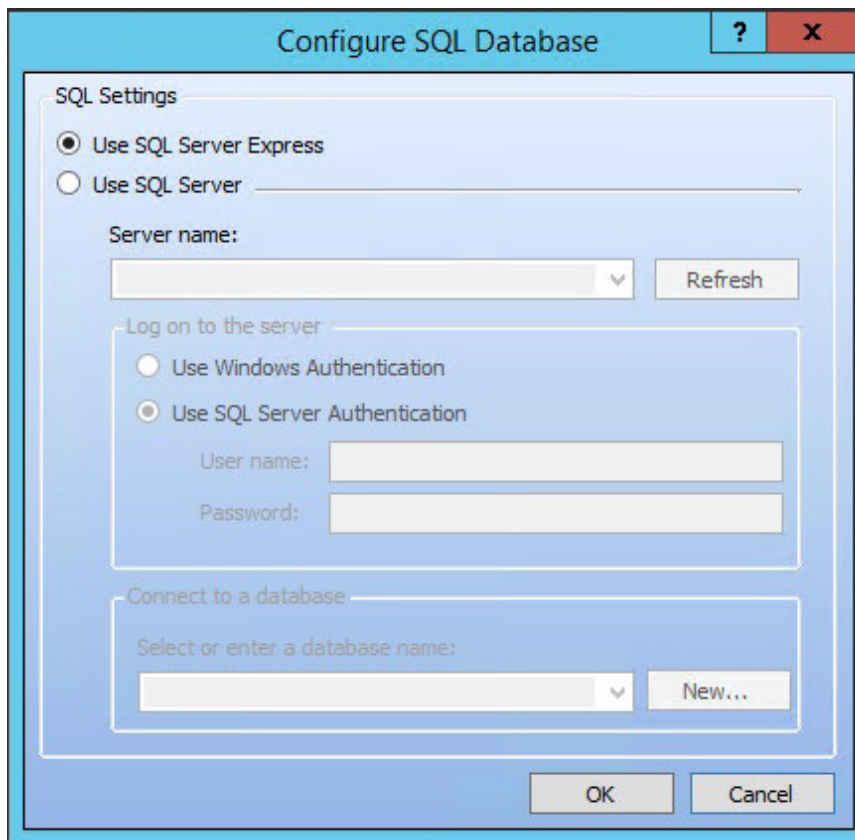 Configure SQL Database
?
x
SQL Settings
Use SQL Server Express
Use SQL Server
Server name:
Refresh
Log on to the server
Use Windows Authentication
Use SQL Server Authentication
User name:
Password:
Connect to a database
Select or enter a database name:
New...
OK
Cancel